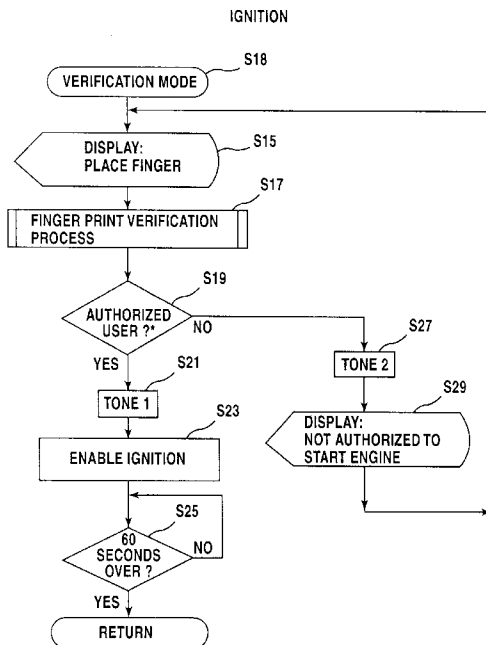 IGNITION
S18
VERIFICATION MODE
S15
DISPLAY:
PLACE FINGER
S17
FINGER PRINT VERIFICATION
PROCESS
S19
AUTHORIZED
USER ?*
NO
YES
S27
TONE 2
S21
TONE 1
S29
DISPLAY:
NOT AUTHORIZED TO
START ENGINE
S23
ENABLE IGNITION
S25
60
SECONDS
OVER ?
NO
YES
RETURN